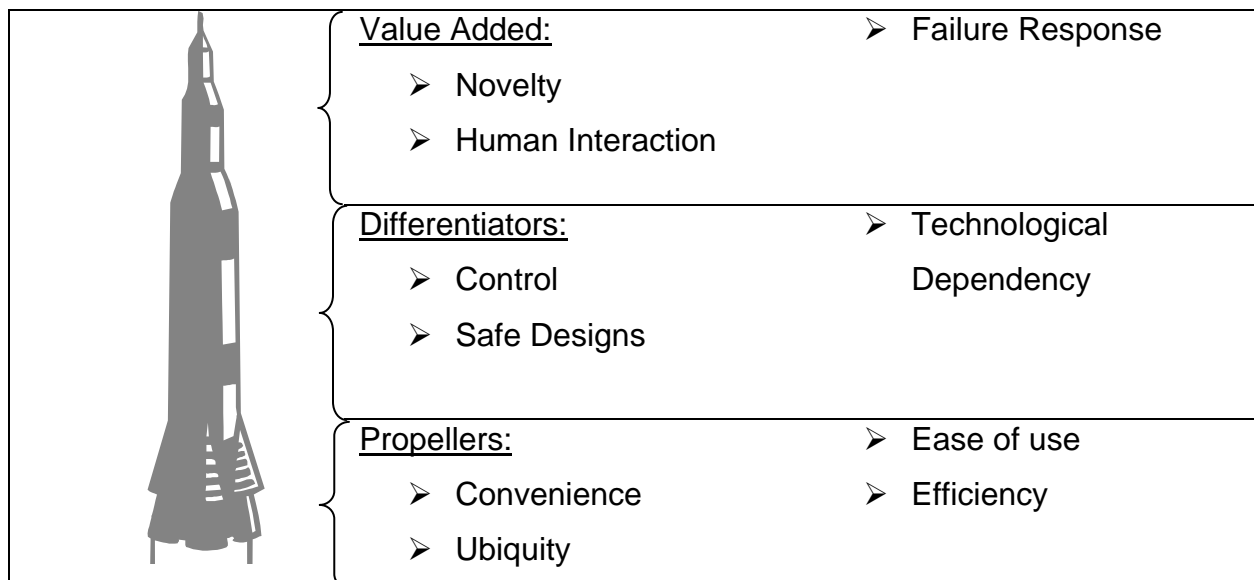 Value Added:
➢ Novelty
➢ Human Interaction
➢ Failure Response
Differentiators:
➢ Control
➢ Safe Designs
➢ Technological
Dependency
Propellers:
➢ Convenience
➢ Ubiquity
➢ Ease of use
➢ Efficiency